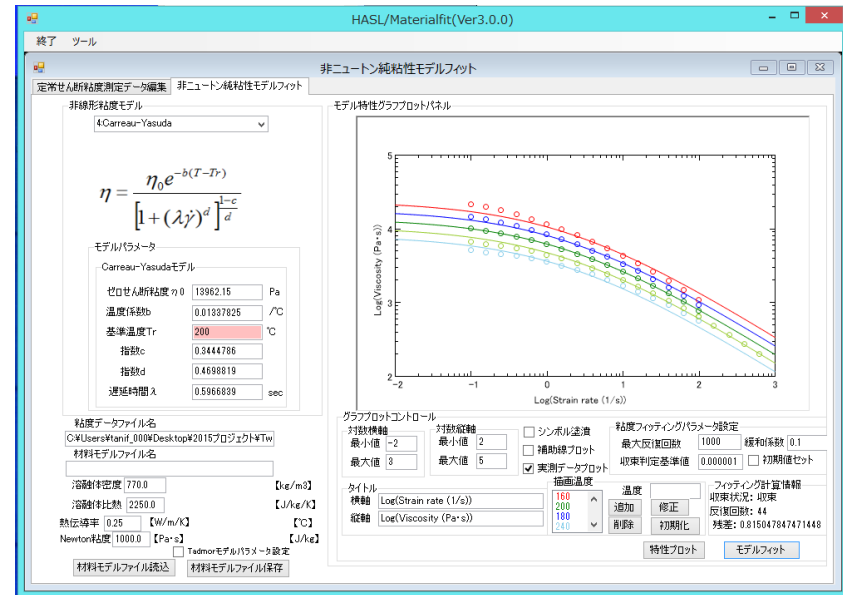 HASL/Materialfit(Ver3.0.0)
終了 ツール
非ニュートン純粘性モデルフィット
定常せん断粘度測定データ編集 非ニュートン純粘性モデルフィット
非線形粘度モデル
4:Carreau-Yasuda
η = η0e^-b(T-Tr) / [1+(λγ̇)^d]^(1-c)/d
モデルパラメータ
Carreau-Yasudaモデル
ゼロせん断粘度η0 13962.15 Pa
温度係数b 0.01337825 /℃
基準温度Tr 200 ℃
指数c 0.3444786
指数d 0.4698819
遅延時間λ 0.5966839 sec
粘度データファイル名
C:¥Users¥tanif_000¥Desktop¥2015プロジェクト¥Tw
材料モデルファイル名
溶融体密度 770.0 【kg/m3】
溶融体比熱 2250.0 【J/kg/K】
熱伝導率 0.25 【W/m/K】 【℃】
Newton粘度 1000.0 【Pa・s】 【J/kg】
Tadmorモデルパラメータ設定
材料モデルファイル読込 材料モデルファイル保存
モデル特性グラフプロットパネル
Log(Viscosity (Pa・s))
5
4
3
2
-2 -1 0 1 2 3
Log(Strain rate (1/s))
グラフプロットコントロール
対数横軸
最小値 -2
最大値 3
対数縦軸
最小値 2
最大値 5
シンボル塗潰
補助線プロット
実測データプロット
粘度フィッティングパラメータ設定
最大反復回数 1000 緩和係数 0.1
収束判定基準値 0.000001 初期値セット
タイトル
横軸 Log(Strain rate (1/s))
縦軸 Log(Viscosity (Pa・s))
描画温度
160
200
180
240
温度
追加 修正
削除 初期化
フィッティング計算情報
収束状況: 収束
反復回数: 44
残差: 0.815047847471448
特性プロット モデルフィット